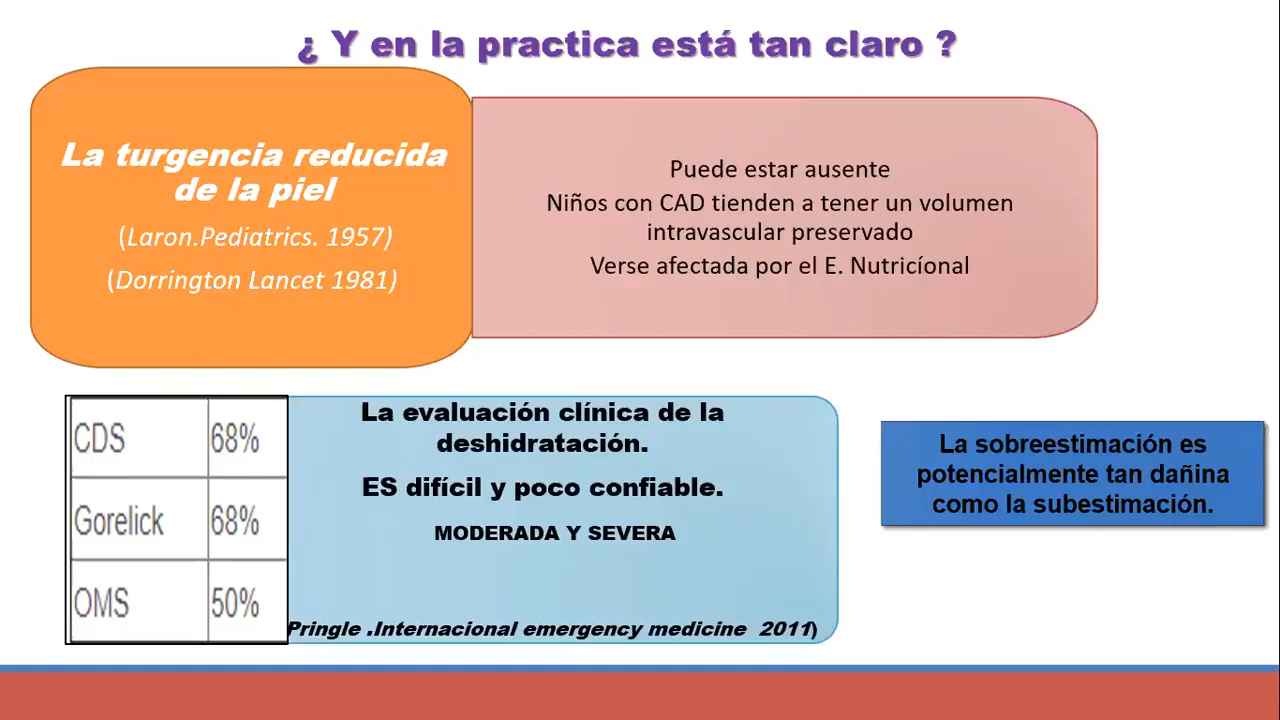 ¿ Y en la practica está tan claro ?
La turgencia reducida
de la piel
(Laron.Pediatrics. 1957)
(Dorrington Lancet 1981)
Puede estar ausente
Niños con CAD tienden a tener un volumen
intravascular preservado
Verse afectada por el E. Nutricíonal
CDS 68%
Gorelick 68%
OMS 50%
La evaluación clínica de la
deshidratación.
ES difícil y poco confiable.
MODERADA Y SEVERA
Pringle .Internacional emergency medicine 2011)
La sobreestimación es
potencialmente tan dañina
como la subestimación.